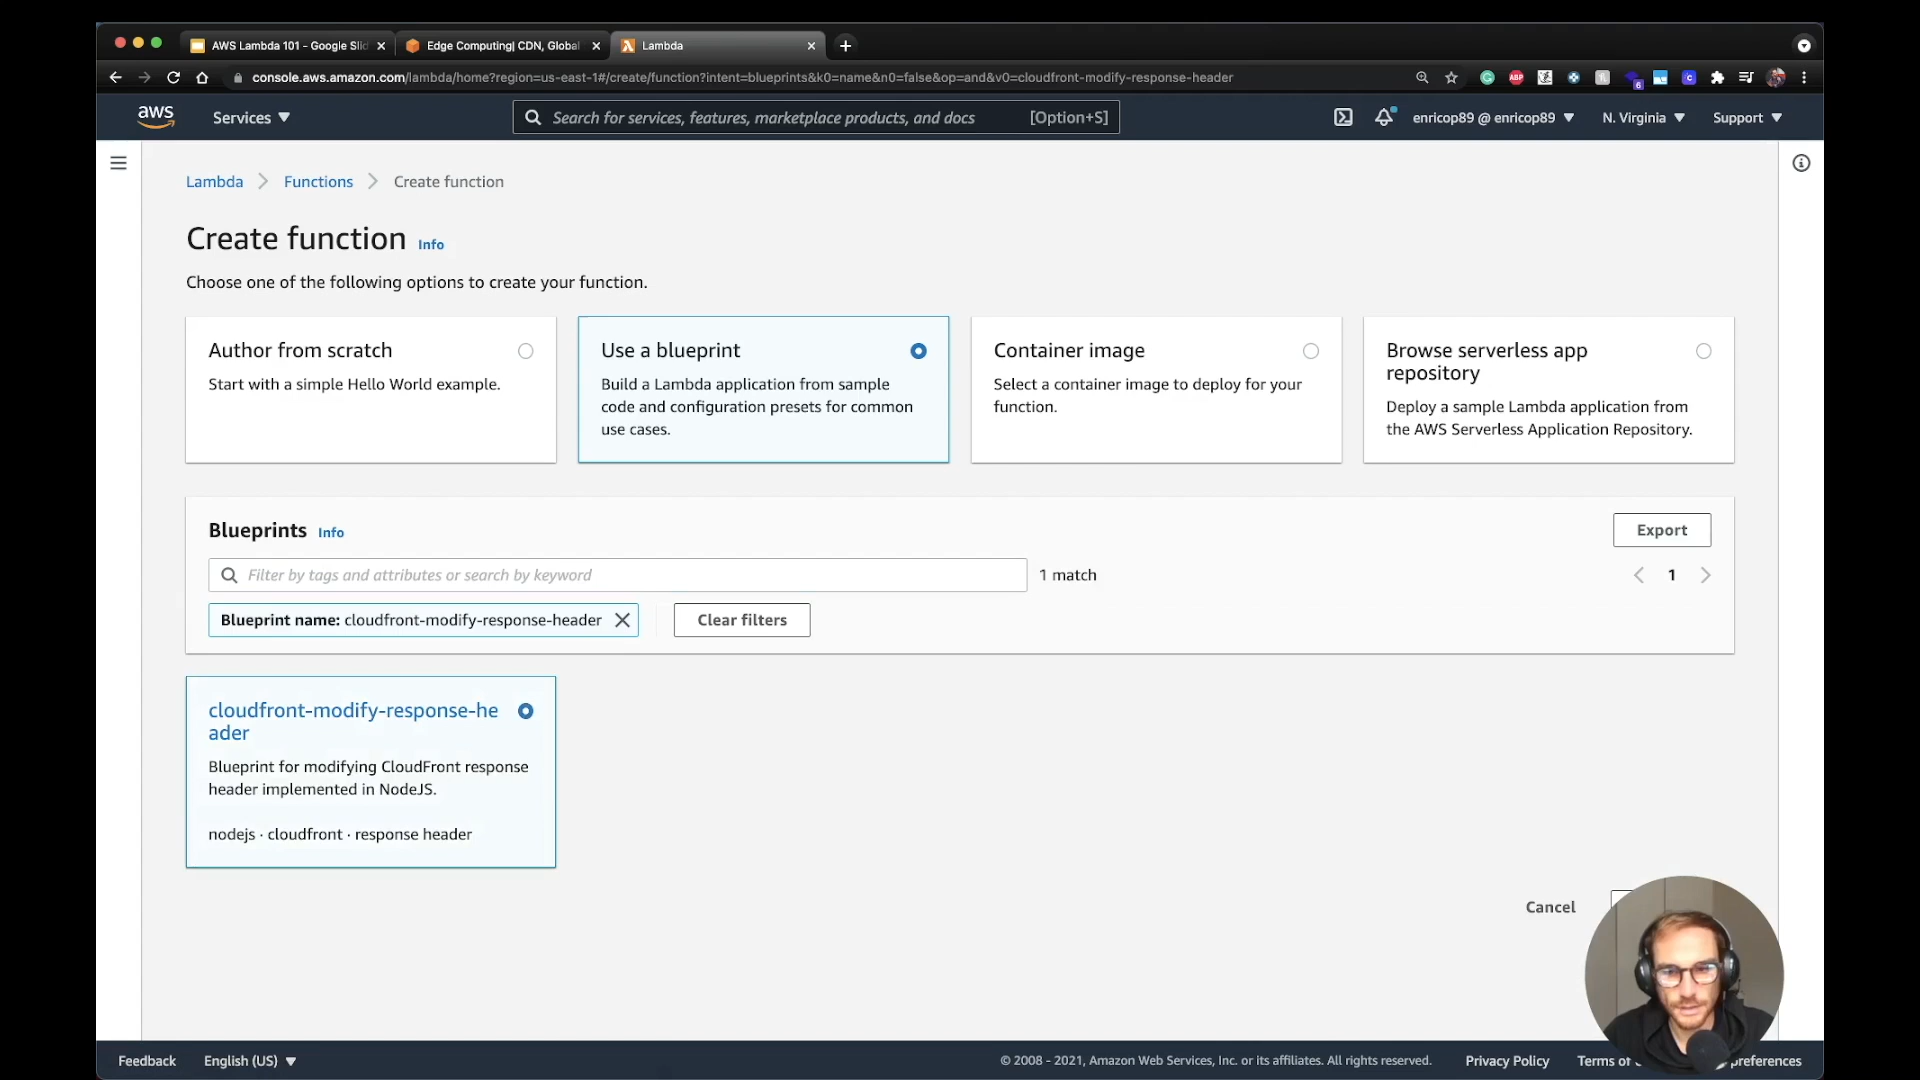 AWS Lambda 101 - Google Slid
Edge Computing| CDN, Global
Lambda
console.aws.amazon.com/lambda/home?region=us-east-1#/create/function?intent=blueprints&k0=name&n0=false&op=and&v0=cloudfront-modify-response-header
ABP
6
aws
Services
Search for services, features, marketplace products, and docs
[Option+S]
enricop89 @ enricop89
N. Virginia
Support
Lambda
Functions
Create function
Create function
Info
Choose one of the following options to create your function.
Author from scratch
Start with a simple Hello World example.
Use a blueprint
Build a Lambda application from sample
code and configuration presets for common
use cases.
Container image
Select a container image to deploy for your
function.
Browse serverless app
repository
Deploy a sample Lambda application from
the AWS Serverless Application Repository.
Blueprints
Info
Export
Filter by tags and attributes or search by keyword
1 match
1
Blueprint name: cloudfront-modify-response-header
Clear filters
cloudfront-modify-response-he
ader
Blueprint for modifying CloudFront response
header implemented in NodeJS.
nodejs · cloudfront · response header
Cancel
Feedback
English (US)
© 2008 - 2021, Amazon Web Services, Inc. or its affiliates. All rights reserved.
Privacy Policy
Terms of
preferences